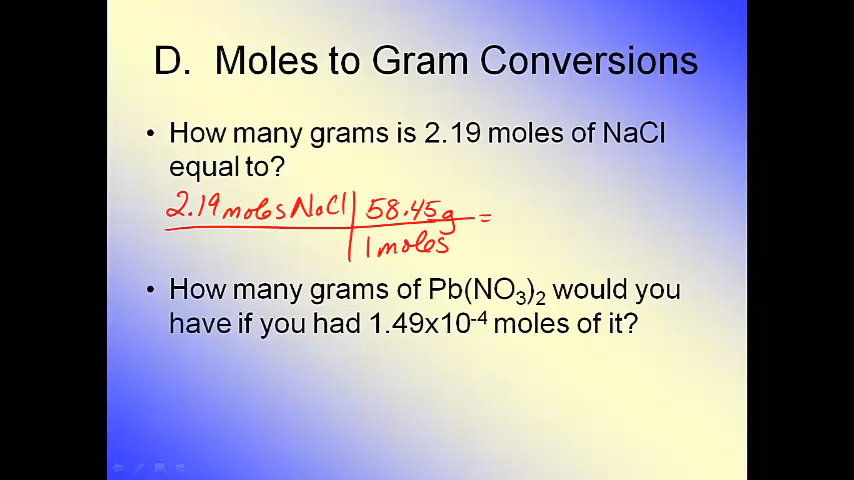 D. Moles to Gram Conversions
• How many grams is 2.19 moles of NaCl
equal to?
2.19 moles NaCl | 58.45g =
1 moles
• How many grams of Pb(NO₃)₂ would you
have if you had 1.49x10⁻⁴ moles of it?